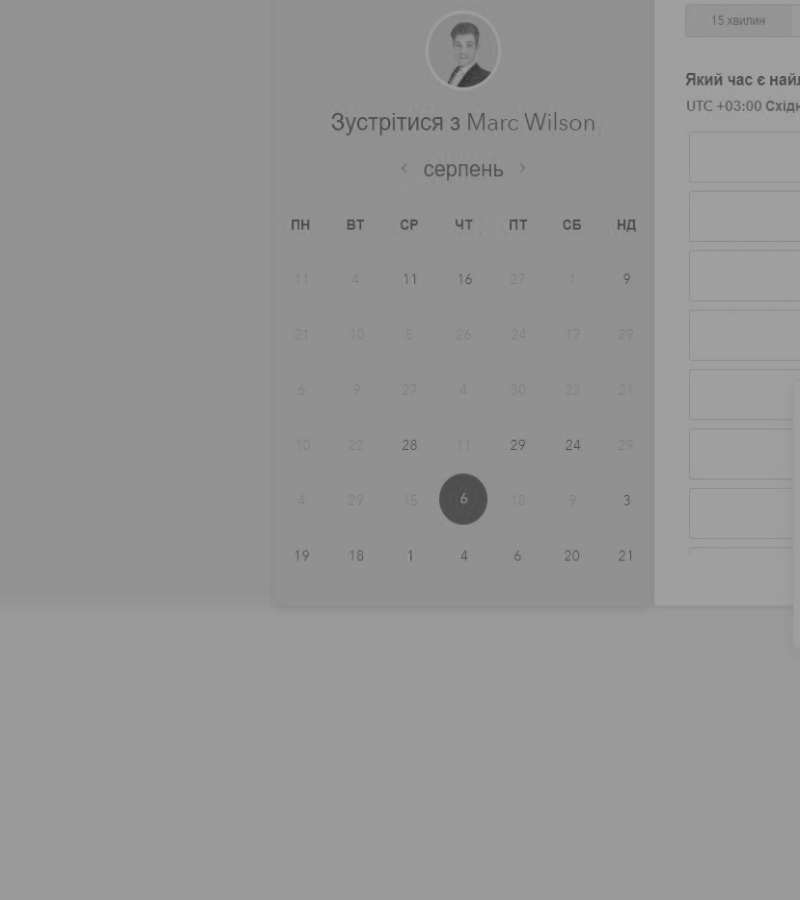 15 хвилин
Який час є най
UTC +03:00 Східн
Зустрітися з Marc Wilson
серпень
ПН ВТ СР ЧТ ПТ СБ НД
11 4 11 16 27 1 9
21 10 5 26 24 17 29
6 9 27 4 30 23 21
10 22 28 11 29 24 29
4 29 15 6 18 9 3
19 18 1 4 6 20 21